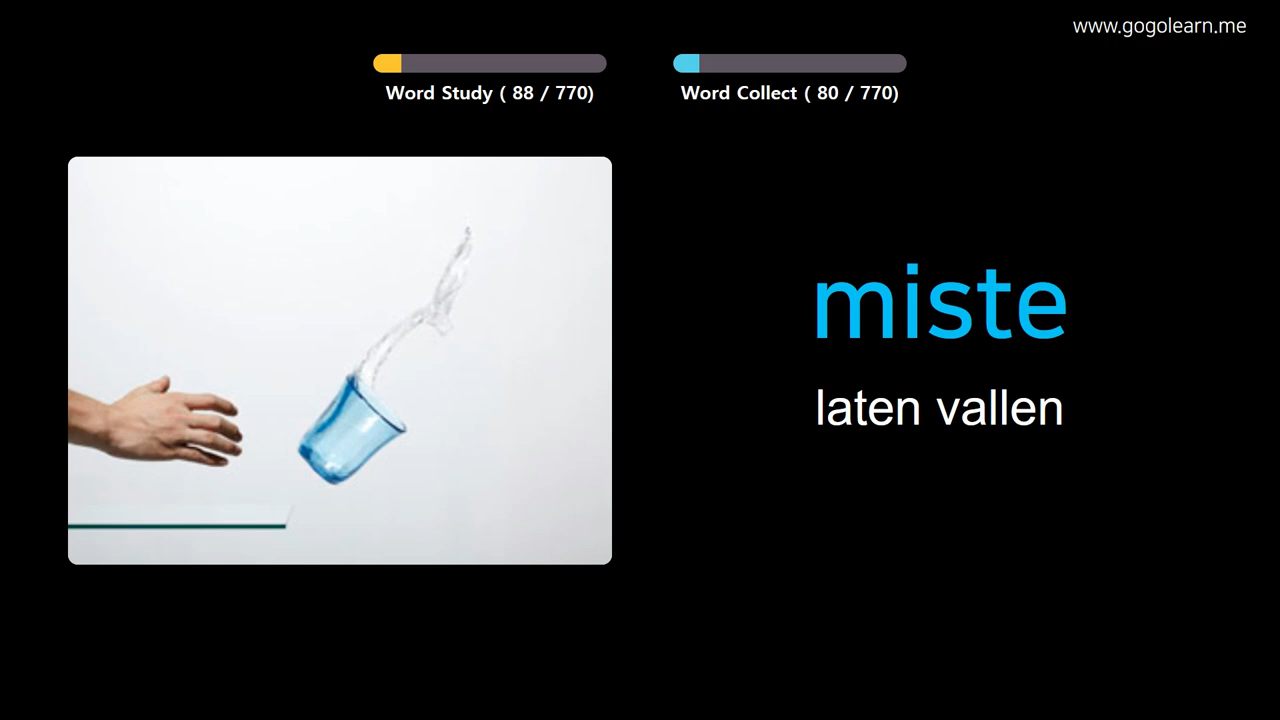 www.gogolearn.me
Word Study ( 88 / 770)
Word Collect ( 80 / 770)
miste
laten vallen